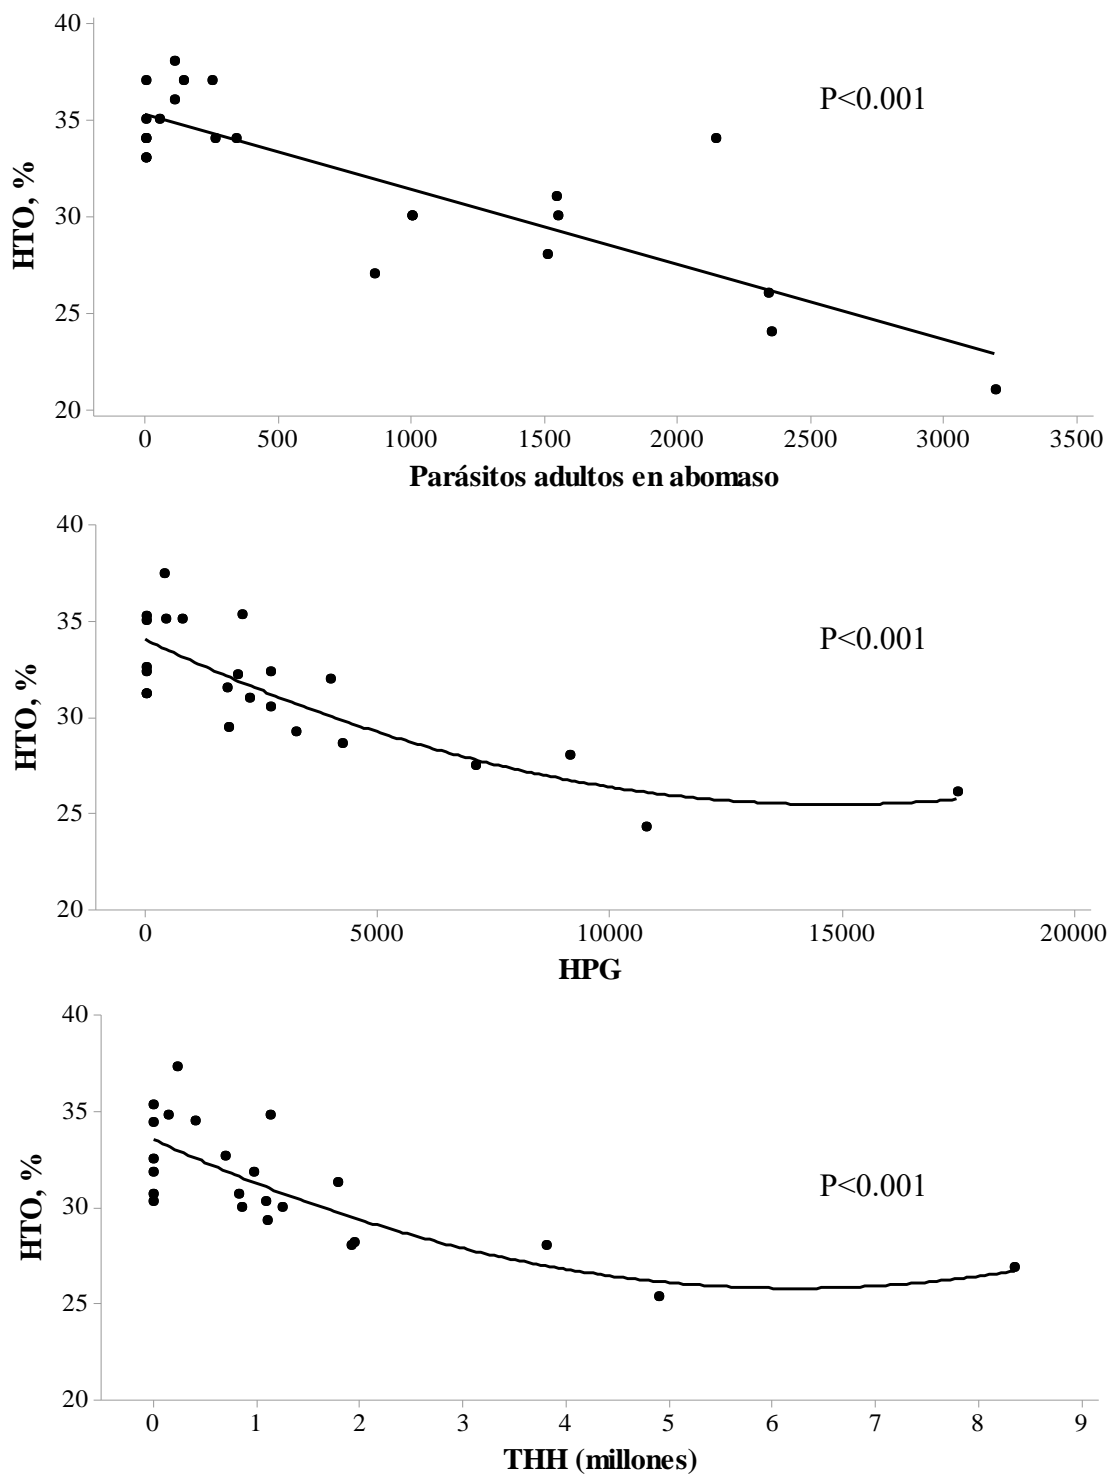 40
35
30
25
20
HTO, %
P<0.001
0 500 1000 1500 2000 2500 3000 3500
Parásitos adultos en abomaso
40
35
30
25
20
HTO, %
P<0.001
0 5000 10000 15000 20000
HPG
40
35
30
25
20
HTO, %
P<0.001
0 1 2 3 4 5 6 7 8 9
THH (millones)